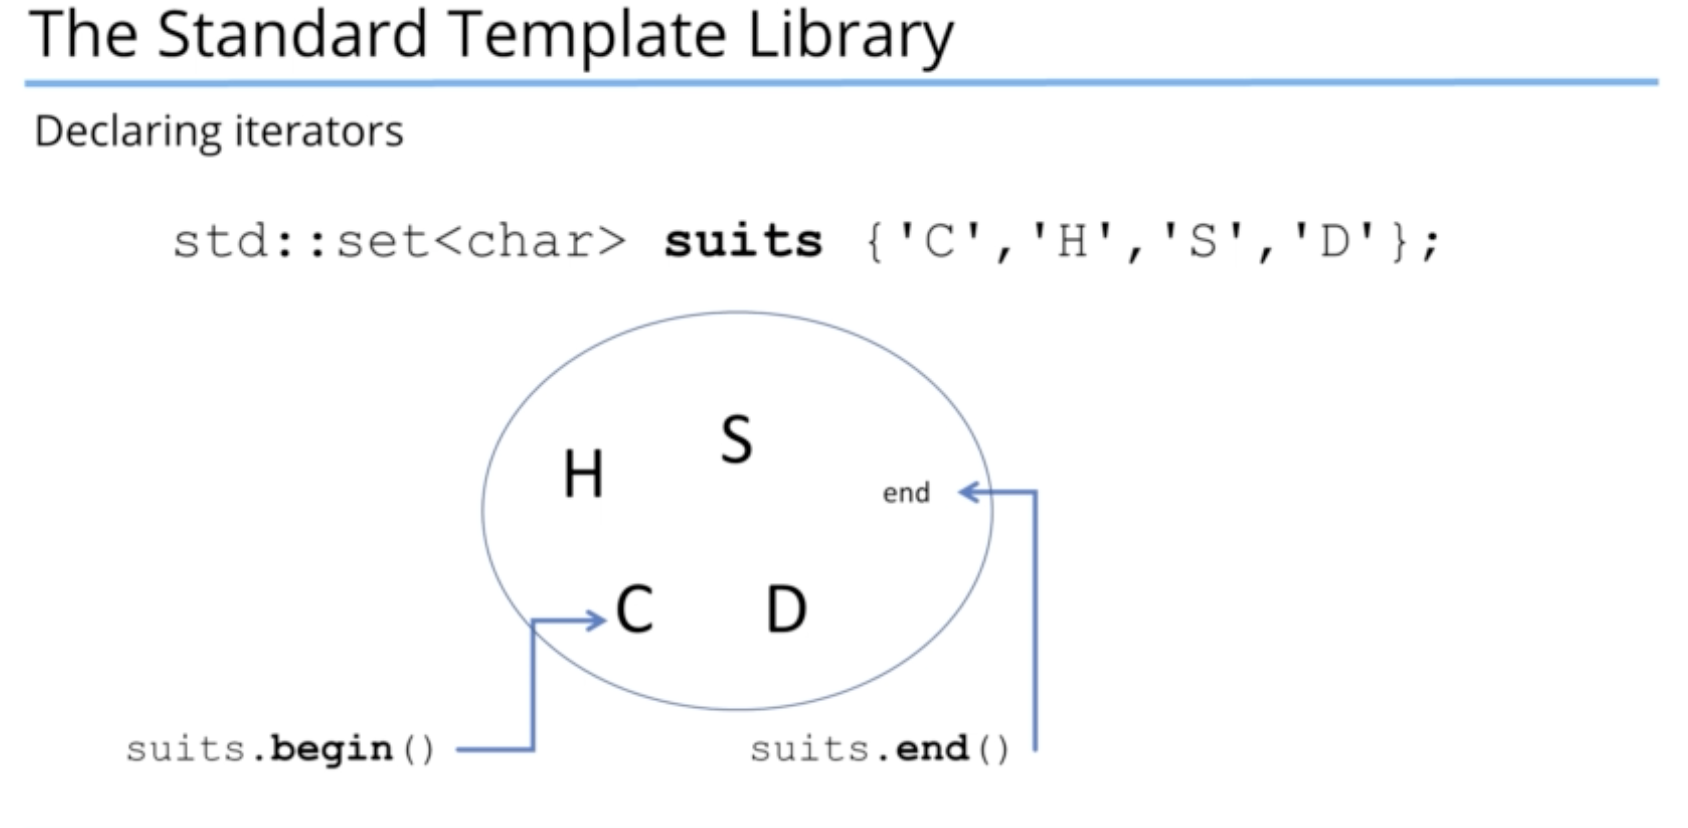 The Standard Template Library
Declaring iterators
std::set<char> suits {'C','H','S','D'};
S
H
end
C D
suits.begin() suits.end()